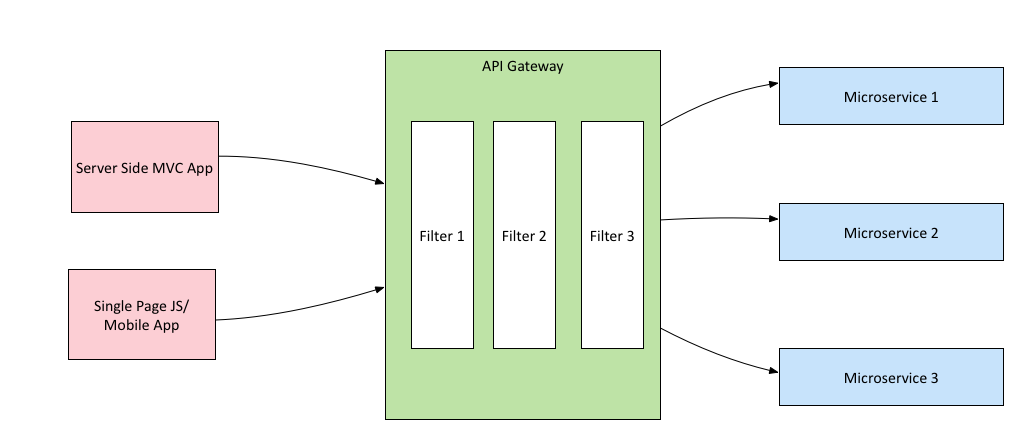 API Gateway
Server Side MVC App
Single Page JS/
Mobile App
Filter 1
Filter 2
Filter 3
Microservice 1
Microservice 2
Microservice 3